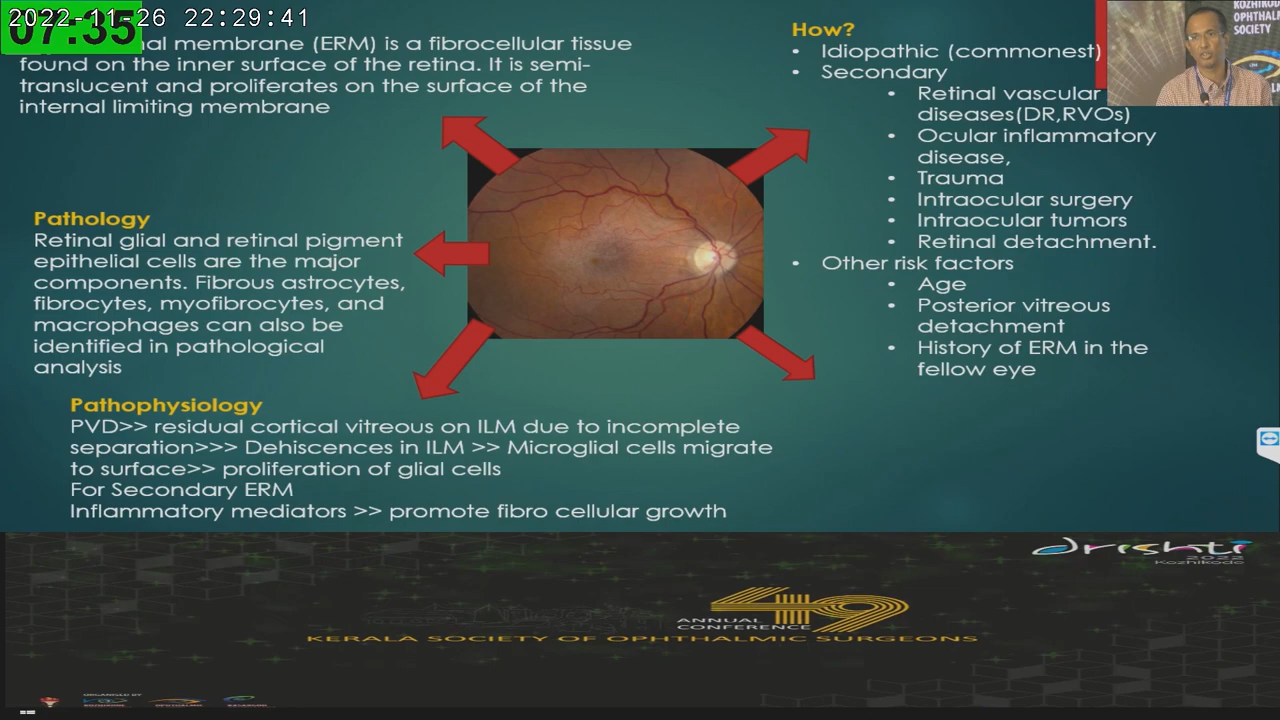 2022-11-26 22:29:41
07:35
nal membrane (ERM) is a fibrocellular tissue
found on the inner surface of the retina. It is semi-
translucent and proliferates on the surface of the
internal limiting membrane
Pathology
Retinal glial and retinal pigment
epithelial cells are the major
components. Fibrous astrocytes,
fibrocytes, myofibrocytes, and
macrophages can also be
identified in pathological
analysis
Pathophysiology
PVD>> residual cortical vitreous on ILM due to incomplete
separation>>> Dehiscences in ILM >> Microglial cells migrate
to surface>> proliferation of glial cells
For Secondary ERM
Inflammatory mediators >> promote fibro cellular growth
How?
• Idiopathic (commonest)
• Secondary
• Retinal vascular
diseases(DR,RVOs)
• Ocular inflammatory
disease,
• Trauma
• Intraocular surgery
• Intraocular tumors
• Retinal detachment.
• Other risk factors
• Age
• Posterior vitreous
detachment
• History of ERM in the
fellow eye
KOZHIKOD
OPHTHAL
SOCIETY
drishti
2022
Kozhikode
49
ANNUAL
CONFERENCE
KERALA SOCIETY OF OPHTHALMIC SURGEONS
ORGANISED BY